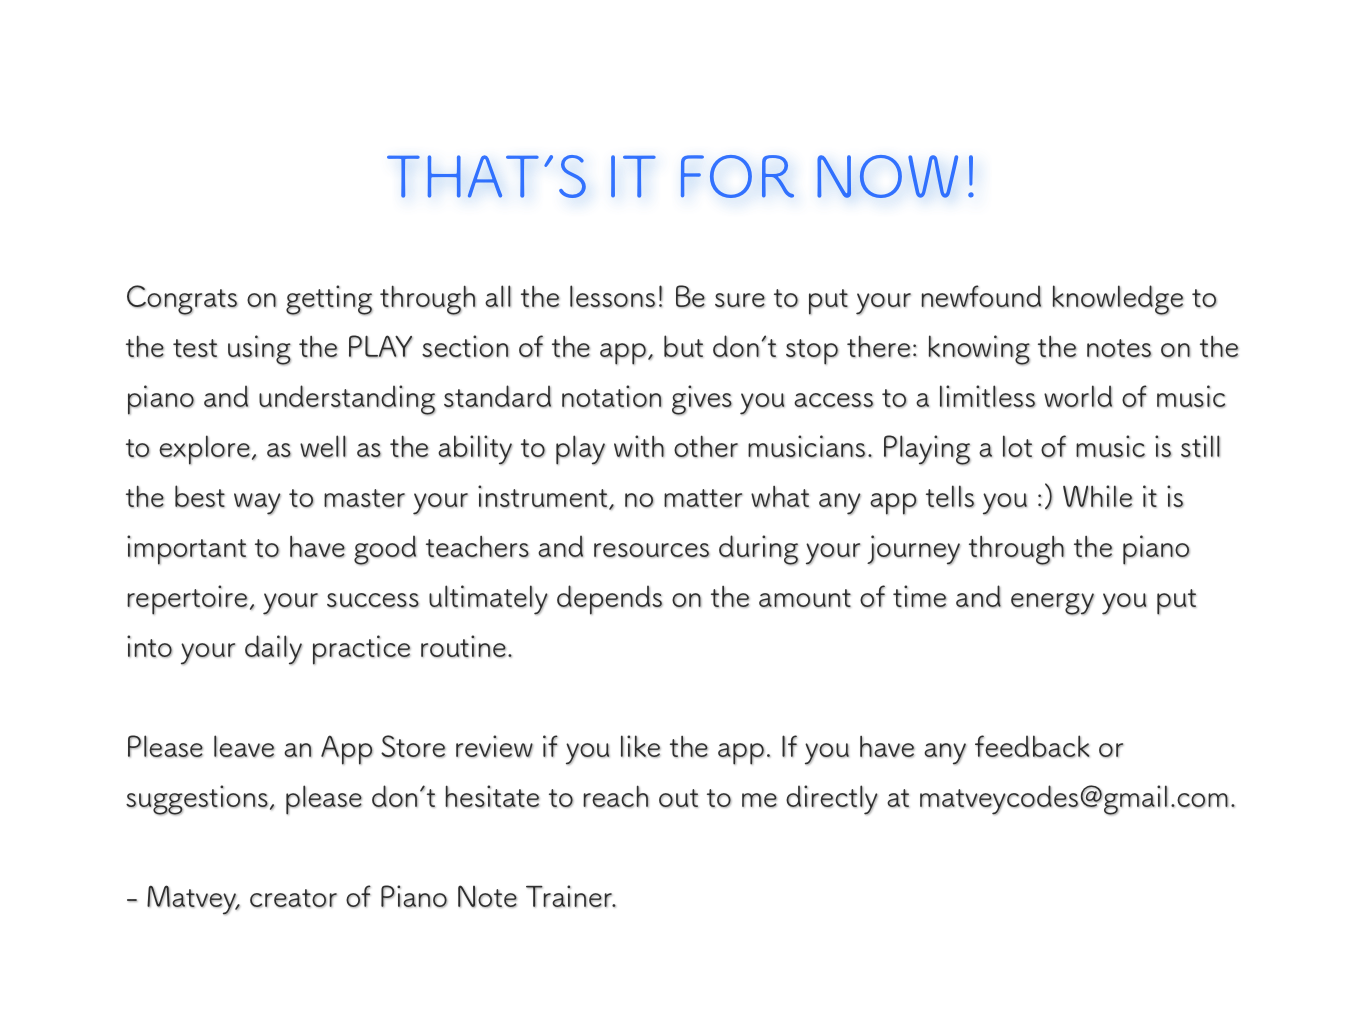 THAT'S IT FOR NOW!
Congrats on getting through all the lessons! Be sure to put your newfound knowledge to
the test using the PLAY section of the app, but don't stop there: knowing the notes on the
piano and understanding standard notation gives you access to a limitless world of music
to explore, as well as the ability to play with other musicians. Playing a lot of music is still
the best way to master your instrument, no matter what any app tells you :) While it is
important to have good teachers and resources during your journey through the piano
repertoire, your success ultimately depends on the amount of time and energy you put
into your daily practice routine.
Please leave an App Store review if you like the app. If you have any feedback or
suggestions, please don't hesitate to reach out to me directly at matveycodes@gmail.com.
- Matvey, creator of Piano Note Trainer.